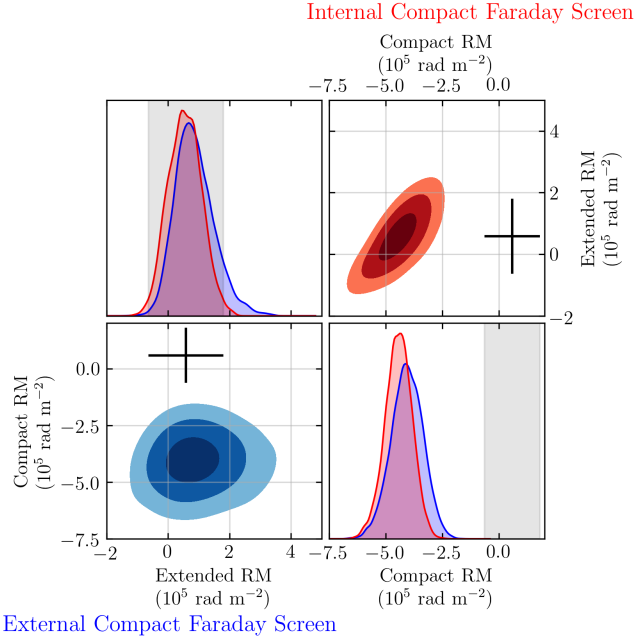 Internal Compact Faraday Screen
Compact RM
(10⁵ rad m⁻²)
−7.5 −5.0 −2.5 0.0
4
2
0
−2
Extended RM
(10⁵ rad m⁻²)
Compact RM
(10⁵ rad m⁻²)
0.0
−2.5
−5.0
−7.5
−2 0 2 4
−7.5 −5.0 −2.5 0.0
Extended RM
(10⁵ rad m⁻²)
Compact RM
(10⁵ rad m⁻²)
External Compact Faraday Screen